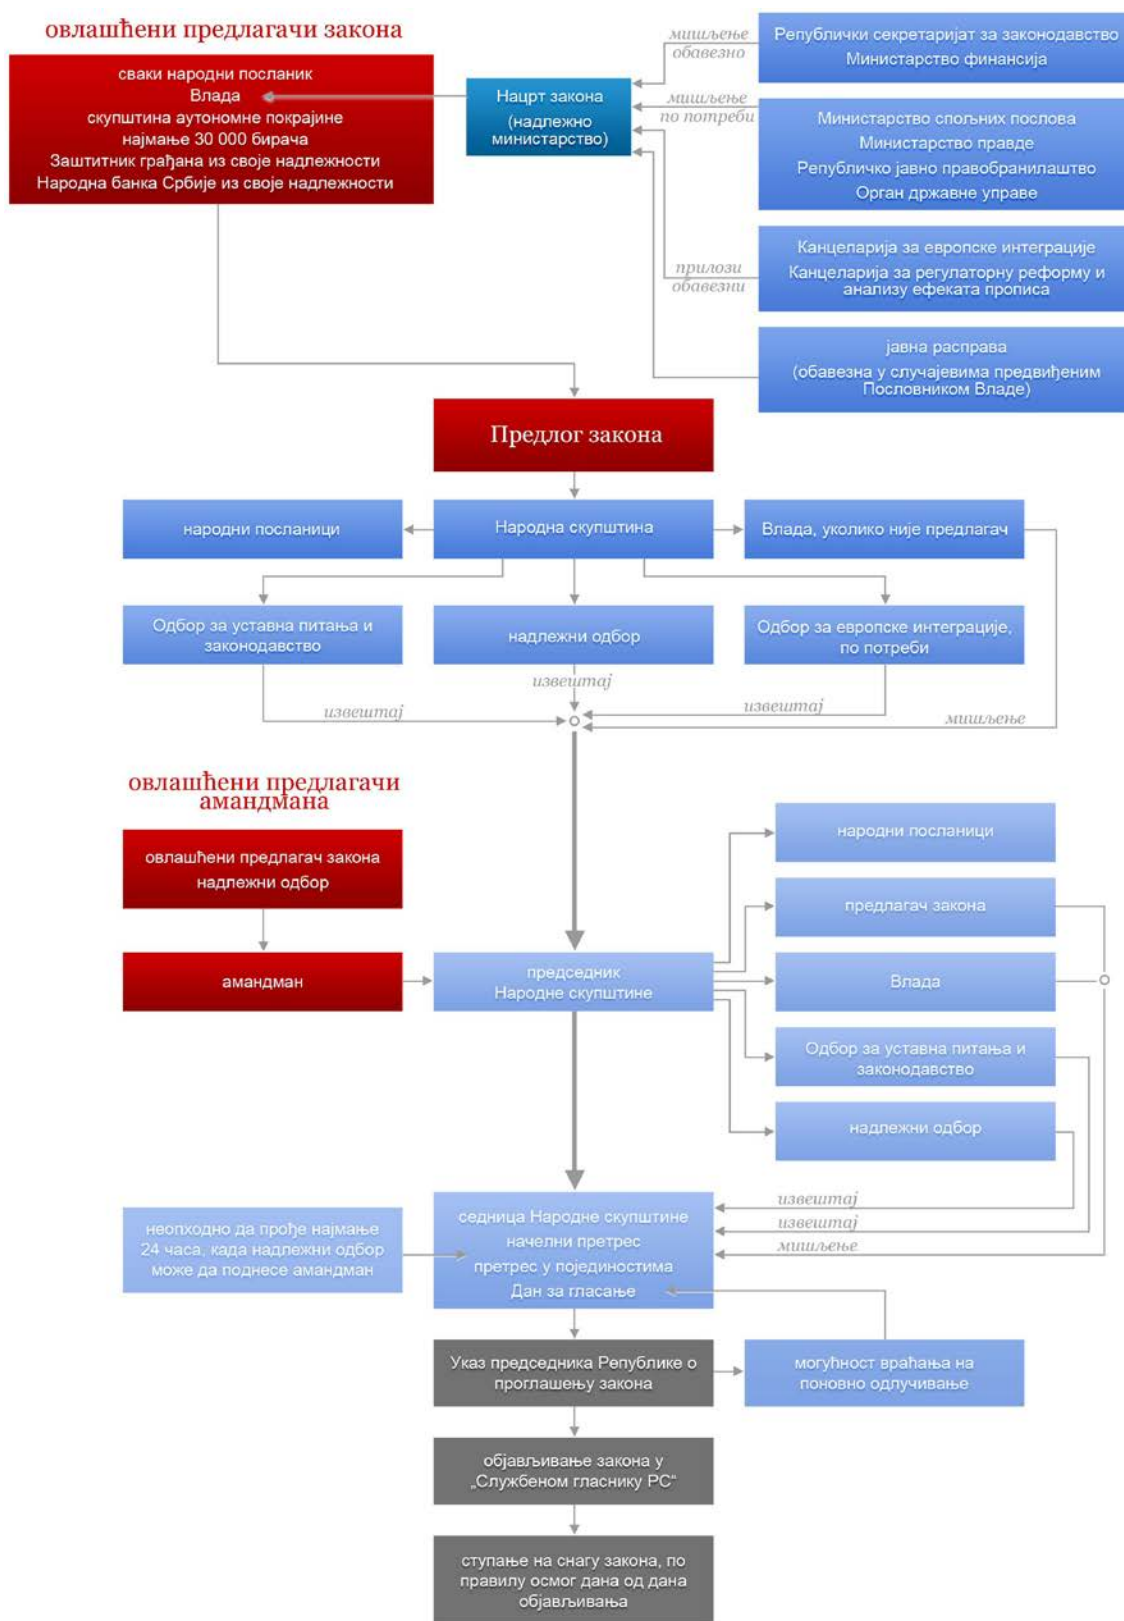 овлашћени предлагачи закона
сваки народни посланик
Влада
скупштина аутономне покрајине
најмање 30 000 бирача
Заштитник грађана из своје надлежности
Народна банка Србије из своје надлежности
Нацрт закона
(надлежно
министарство)
мишљење
обавезно
Републички секретаријат за законодавство
Министарство финансија
мишљење
по потреби
Министарство спољних послова
Министарство правде
Републичко јавно правобранилаштво
Орган државне управе
прилози
обавезни
Канцеларија за европске интеграције
Канцеларија за регулаторну реформу и
анализу ефеката прописа
јавна расправа
(обавезна у случајевима предвиђеним
Пословником Владе)
Предлог закона
народни посланици
Народна скупштина
Влада, уколико није предлагач
Одбор за уставна питања и
законодавство
надлежни одбор
Одбор за европске интеграције,
по потреби
извештај
извештај
извештај
мишљење
овлашћени предлагачи
амандмана
овлашћени предлагач закона
надлежни одбор
амандман
председник
Народне скупштине
народни посланици
предлагач закона
Влада
Одбор за уставна питања и
законодавство
надлежни одбор
извештај
извештај
мишљење
неопходно да прође најмање
24 часа, када надлежни одбор
може да поднесе амандман
седница Народне скупштине
начелни претрес
претрес у појединостима
Дан за гласање
Указ председника Републике о
проглашењу закона
могућност враћања на
поновно одлучивање
објављивање закона у
„Службеном гласнику РС“
ступање на снагу закона, по
правилу осмог дана од дана
објављивања